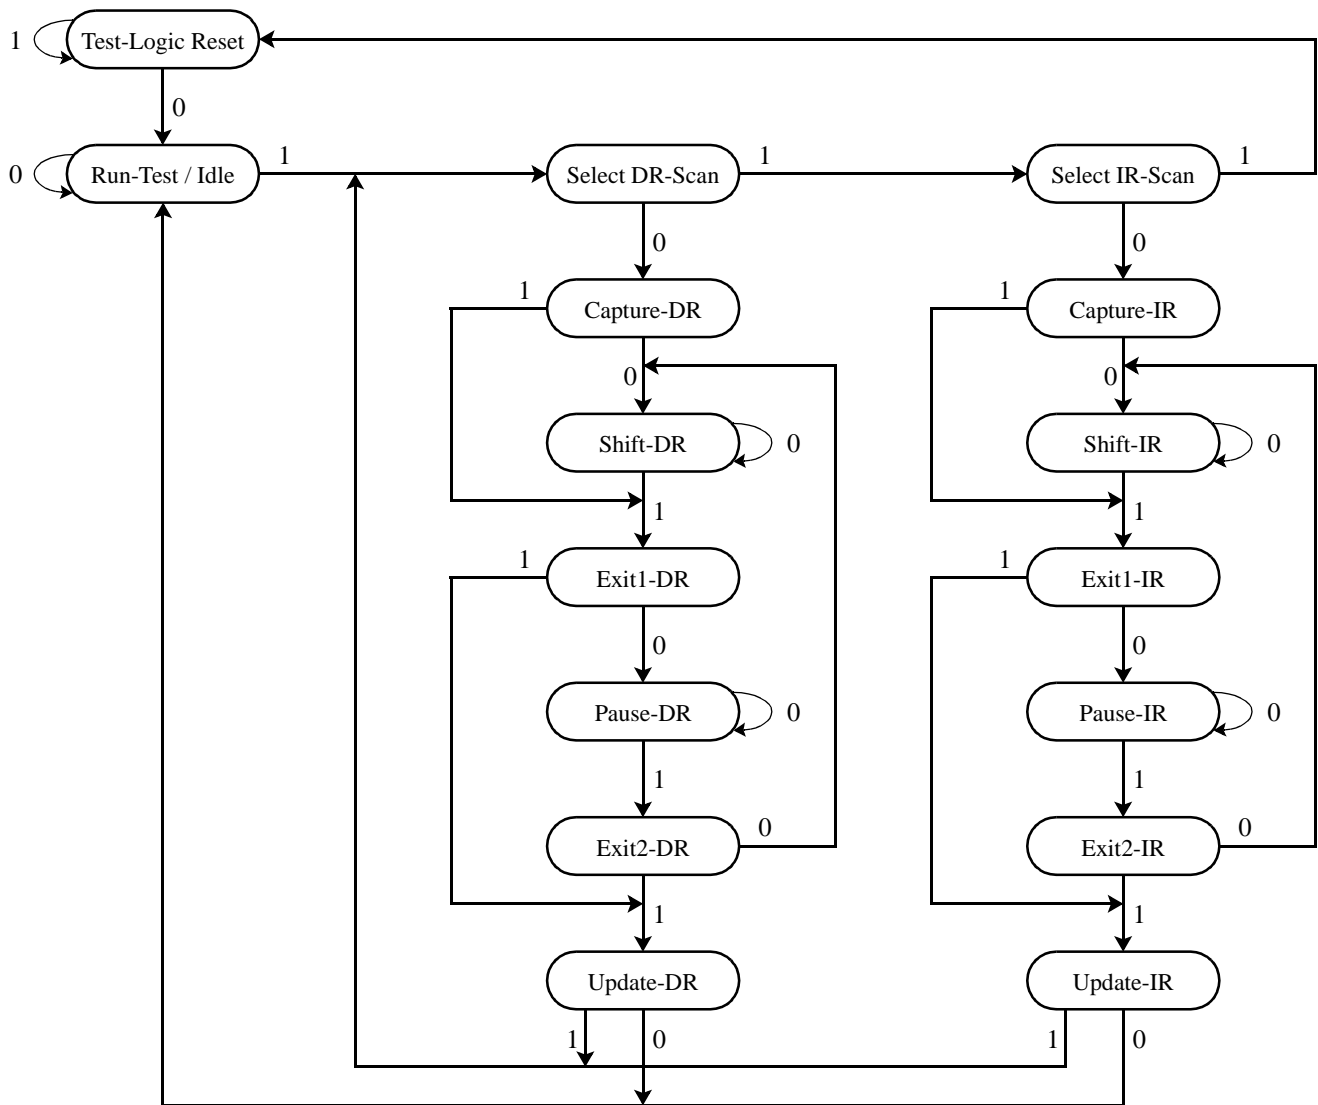 1
Test-Logic Reset
0
0
Run-Test / Idle
1
Select DR-Scan
1
Select IR-Scan
1
0
0
1
Capture-DR
1
Capture-IR
0
0
Shift-DR
0
Shift-IR
0
1
1
1
Exit1-DR
1
Exit1-IR
0
0
Pause-DR
0
Pause-IR
0
1
1
Exit2-DR
0
Exit2-IR
0
1
1
Update-DR
Update-IR
1
0
1
0